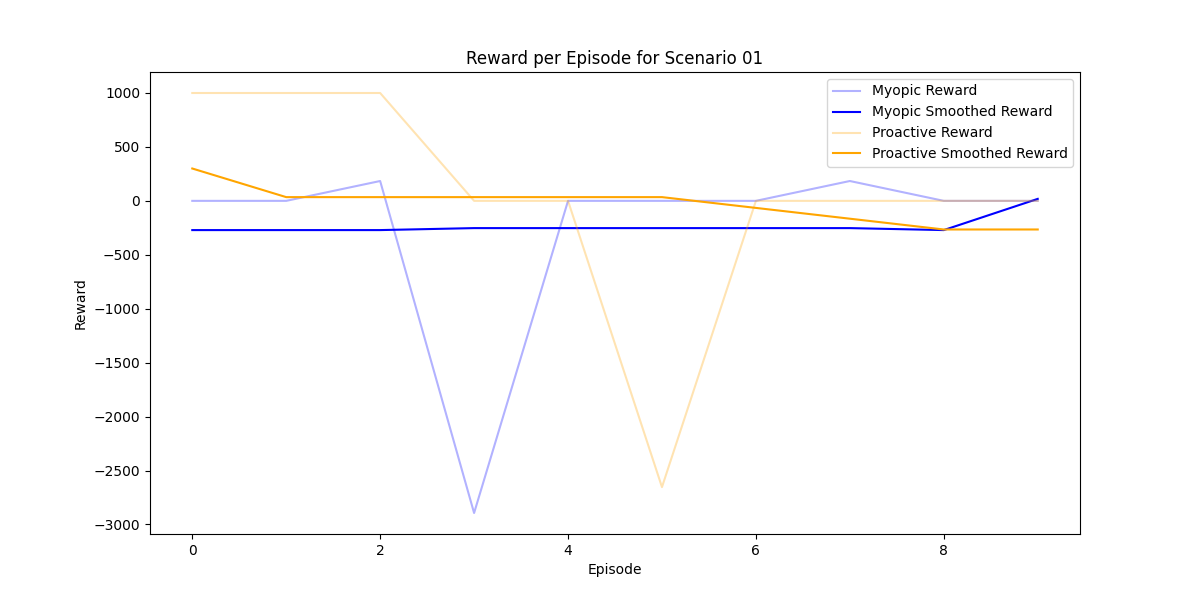 Reward per Episode for Scenario 01
Myopic Reward
Myopic Smoothed Reward
Proactive Reward
Proactive Smoothed Reward
1000
500
0
−500
−1000
−1500
−2000
−2500
−3000
Reward
0 2 4 6 8
Episode